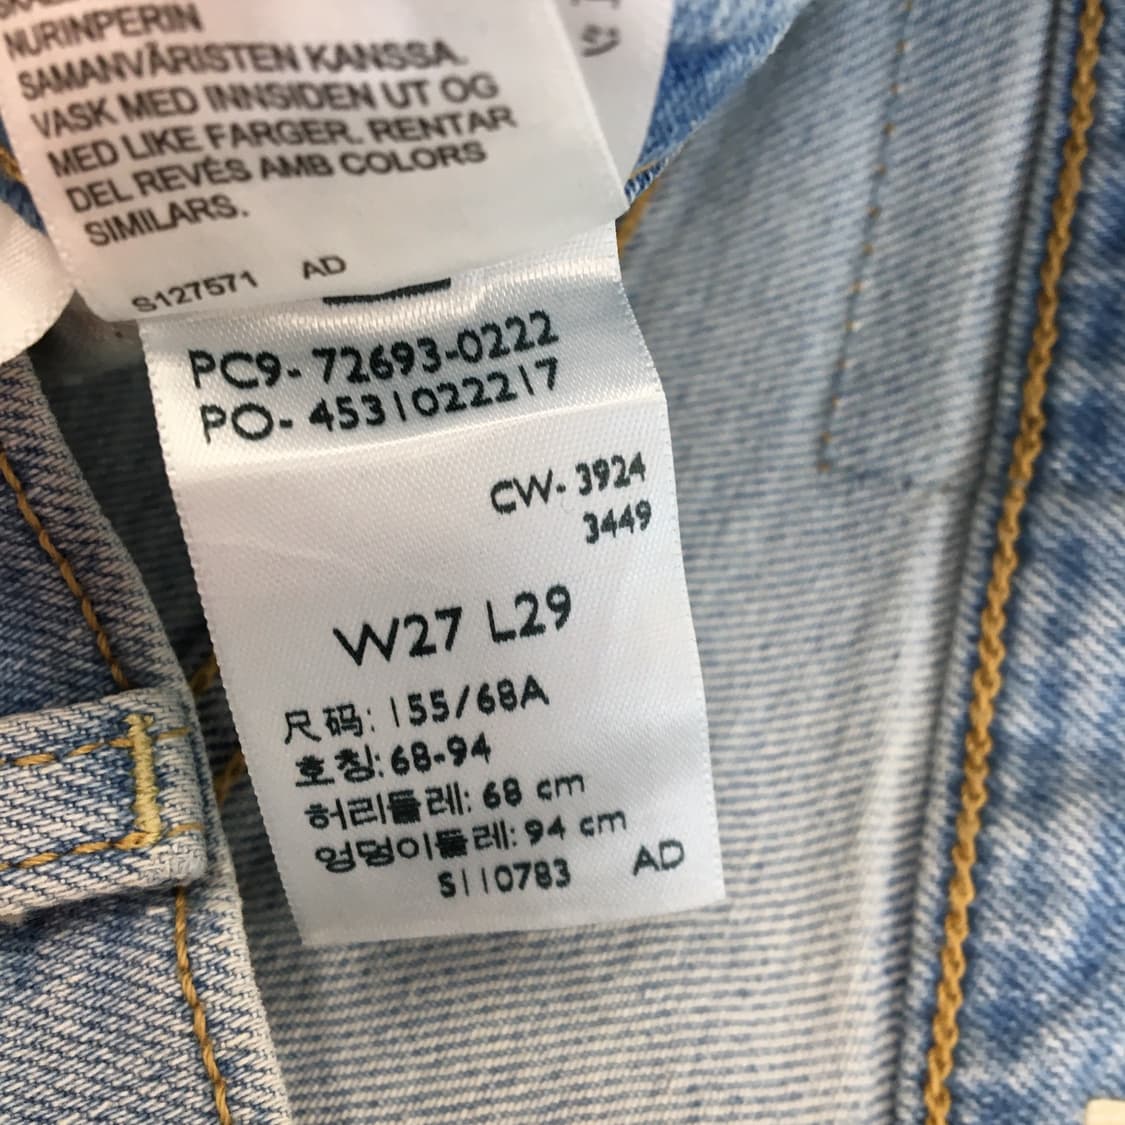 NURINPERIN
SAMANVÄRISTEN KANSSA.
VASK MED INNSIDEN UT OG
MED LIKE FARGER. RENTAR
DEL REVÉS AMB COLORS
SIMILARS.
S127571 AD
PC9- 72693-0222
PO- 4531022217
CW- 3924
3449
W27 L29
尺码: 155/68A
호칭: 68-94
허리둘레: 68 cm
엉덩이둘레: 94 cm
S110783 AD